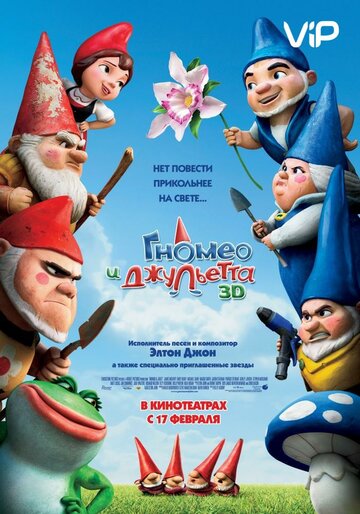 ViP
НЕТ ПОВЕСТИ
ПРИКОЛЬНЕЕ
НА СВЕТЕ...
Гномео
и Джульетта
3D
Исполнитель песен и композитор
Элтон Джон
а также специально приглашенные звезды
В КИНОТЕАТРАХ
С 17 ФЕВРАЛЯ